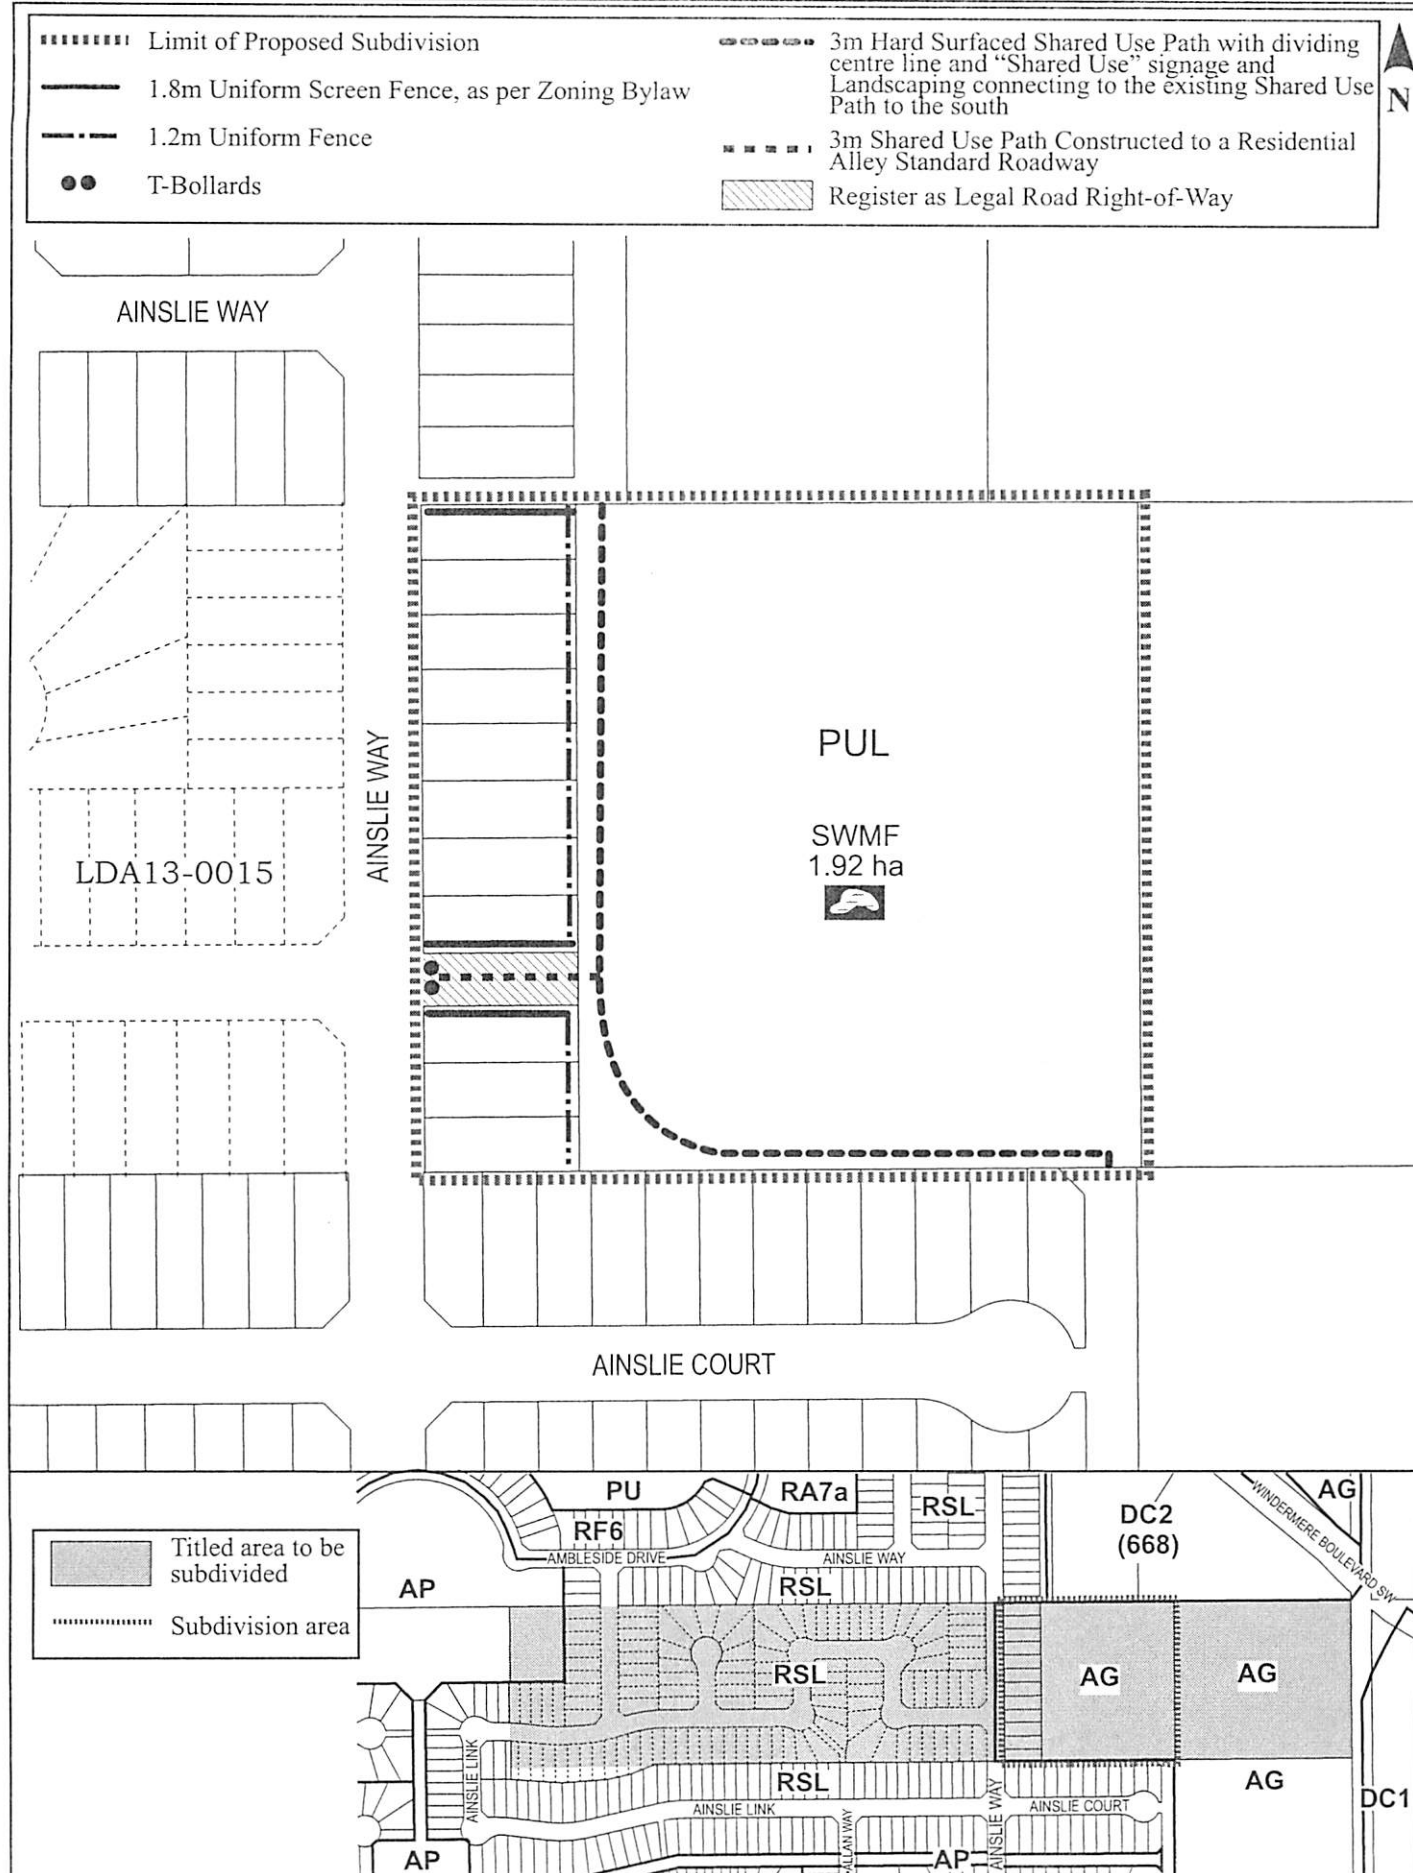 Limit of Proposed Subdivision
1.8m Uniform Screen Fence, as per Zoning Bylaw
1.2m Uniform Fence
T-Bollards
3m Hard Surfaced Shared Use Path with dividing
centre line and “Shared Use” signage and
Landscaping connecting to the existing Shared Use
Path to the south
3m Shared Use Path Constructed to a Residential
Alley Standard Roadway
Register as Legal Road Right-of-Way
N
AINSLIE WAY
AINSLIE WAY
LDA13-0015
PUL
SWMF
1.92 ha
AINSLIE COURT
Titled area to be
subdivided
Subdivision area
PU
RA7a
RSL
DC2
(668)
AG
WINDERMERE BOULEVARD SW
RF6
AMBLESIDE DRIVE
AINSLIE WAY
AP
RSL
RSL
AG
AG
AINSLIE LINK
RSL
AG
AINSLIE LINK
ALLAN WAY
AINSLIE WAY
AINSLIE COURT
DC1
AP
AP